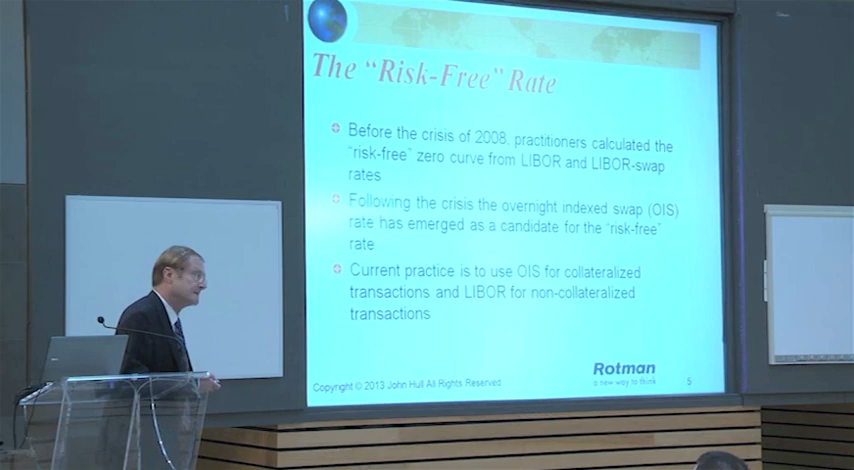 The “Risk-Free” Rate
Before the crisis of 2008, practitioners calculated the
“risk-free” zero curve from LIBOR and LIBOR-swap
rates
Following the crisis the overnight indexed swap (OIS)
rate has emerged as a candidate for the “risk-free”
rate
Current practice is to use OIS for collateralized
transactions and LIBOR for non-collateralized
transactions
Copyright © 2013 John Hull All Rights Reserved
Rotman
a new way to think
5